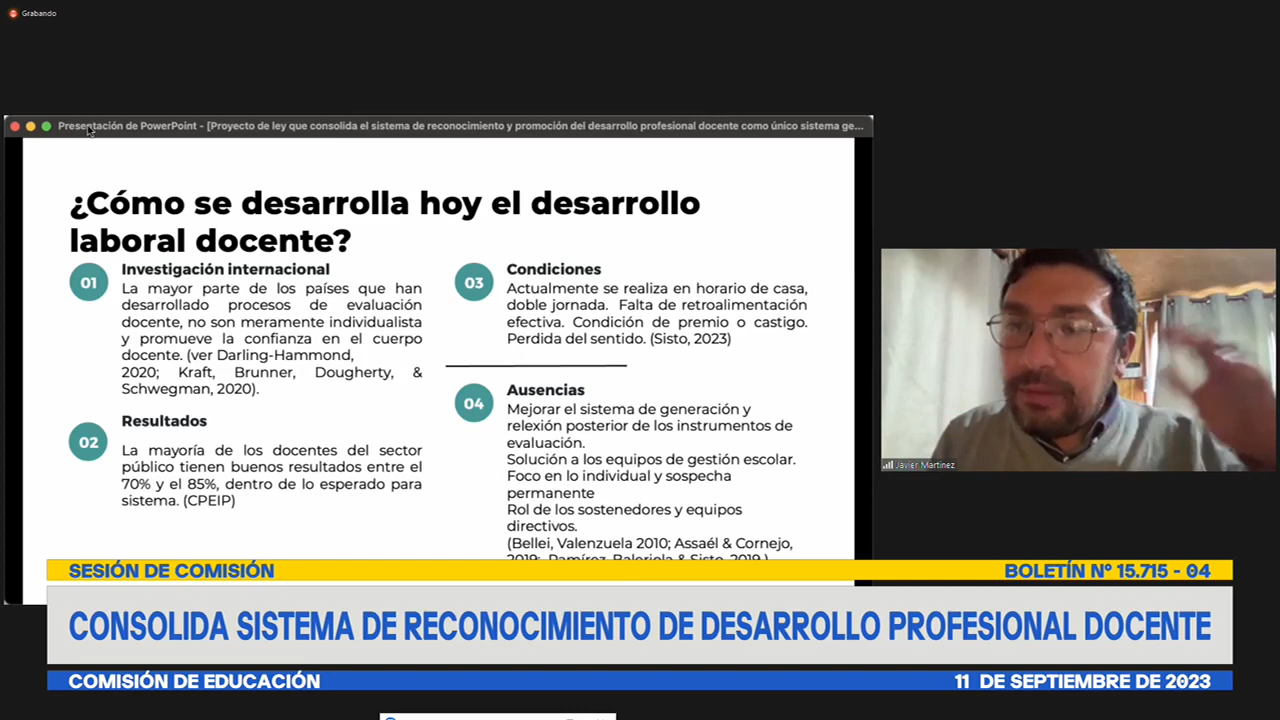 Grabando
Presentación de PowerPoint - [Proyecto de ley que consolida el sistema de reconocimiento y promoción del desarrollo profesional docente como único sistema ge...
¿Cómo se desarrolla hoy el desarrollo
laboral docente?
01
Investigación internacional
La mayor parte de los países que han
desarrollado procesos de evaluación
docente, no son meramente individualista
y promueve la confianza en el cuerpo
docente. (ver Darling-Hammond,
2020; Kraft, Brunner, Dougherty, &
Schwegman, 2020).
02
Resultados
La mayoría de los docentes del sector
público tienen buenos resultados entre el
70% y el 85%, dentro de lo esperado para
sistema. (CPEIP)
03
Condiciones
Actualmente se realiza en horario de casa,
doble jornada. Falta de retroalimentación
efectiva. Condición de premio o castigo.
Perdida del sentido. (Sisto, 2023)
04
Ausencias
Mejorar el sistema de generación y
relexión posterior de los instrumentos de
evaluación.
Solución a los equipos de gestión escolar.
Foco en lo individual y sospecha
permanente
Rol de los sostenedores y equipos
directivos.
(Bellei, Valenzuela 2010; Assaél & Cornejo,
2019; Ramírez, Baleriola & Sisto, 2019.)
Javier Martinez
SESIÓN DE COMISIÓN
BOLETÍN N° 15.715 - 04
CONSOLIDA SISTEMA DE RECONOCIMIENTO DE DESARROLLO PROFESIONAL DOCENTE
COMISIÓN DE EDUCACIÓN
11 DE SEPTIEMBRE DE 2023